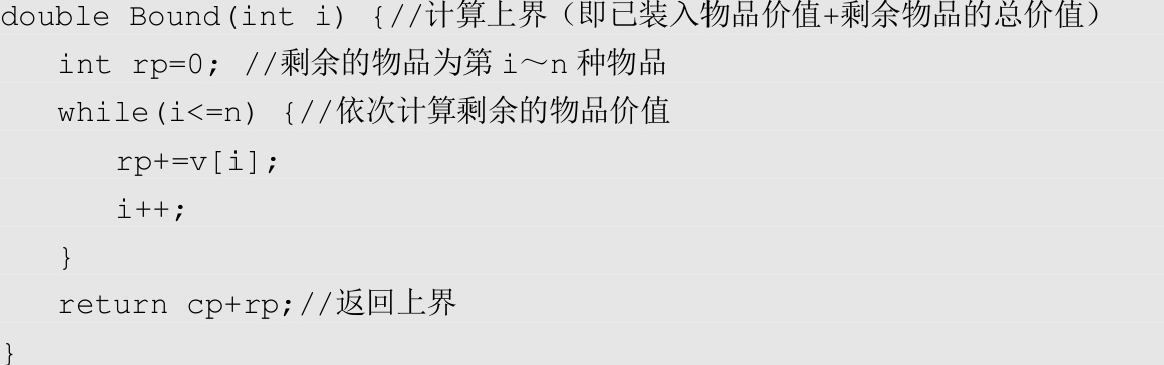 double Bound(int i) {//计算上界（即已装入物品价值+剩余物品的总价值）
int rp=0; //剩余的物品为第 i～n 种物品
while(i<=n) {//依次计算剩余的物品价值
rp+=v[i];
i++;
}
return cp+rp;//返回上界
}